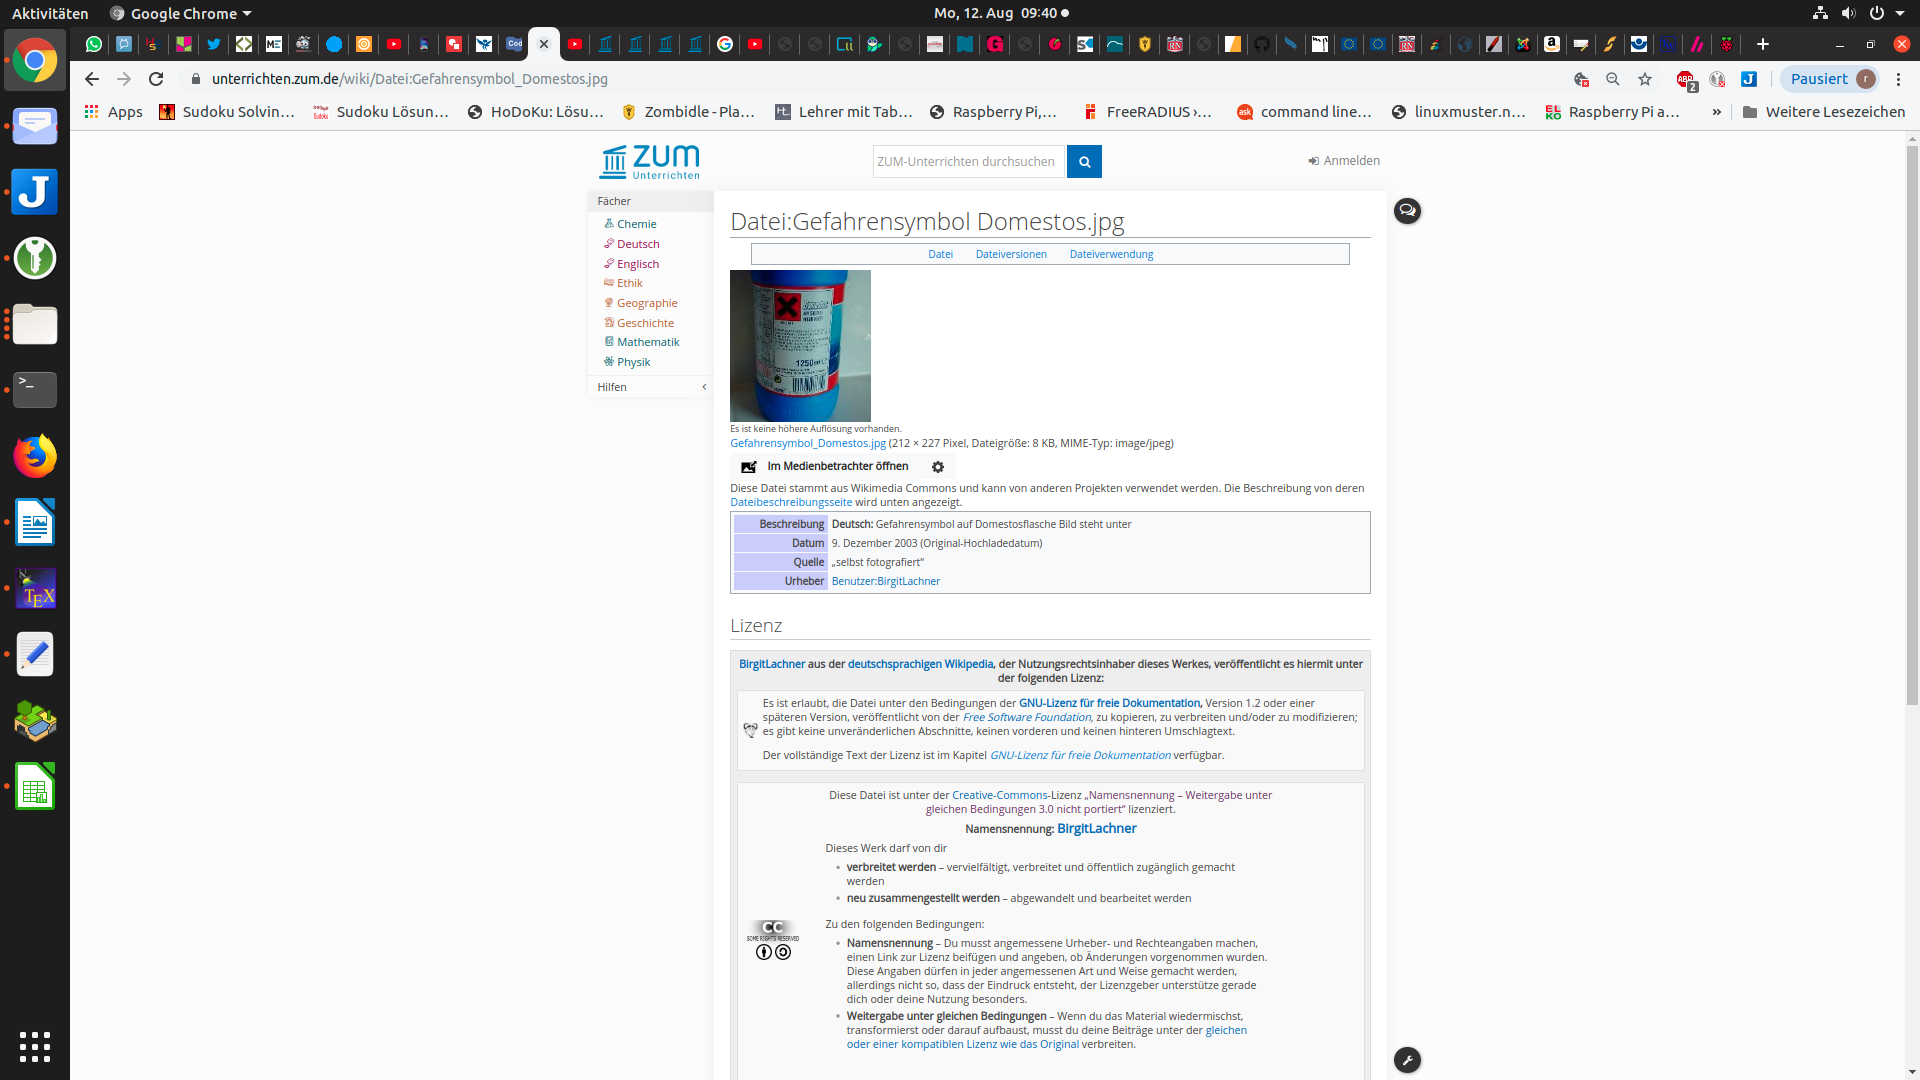 Aktivitäten
Google Chrome
Mo, 12. Aug 09:40
unterrichten.zum.de/wiki/Datei:Gefahrensymbol_Domestos.jpg
Pausiert
r
ABP
2
Apps
Sudoku Solvin…
Sudoku Lösun…
HoDoKu: Lösu…
Zombidle - Pla…
Lehrer mit Tab…
Raspberry Pi,…
FreeRADIUS ›…
command line…
linuxmuster.n…
Raspberry Pi a…
»
Weitere Lesezeichen
ZUM
Unterrichten
ZUM-Unterrichten durchsuchen
Anmelden
Fächer
Chemie
Deutsch
Englisch
Ethik
Geographie
Geschichte
Mathematik
Physik
Hilfen
Datei:Gefahrensymbol Domestos.jpg
Datei
Dateiversionen
Dateiverwendung
1250
Es ist keine höhere Auflösung vorhanden.
Gefahrensymbol_Domestos.jpg (212 × 227 Pixel, Dateigröße: 8 KB, MIME-Typ: image/jpeg)
Im Medienbetrachter öffnen
Diese Datei stammt aus Wikimedia Commons und kann von anderen Projekten verwendet werden. Die Beschreibung von deren
Dateibeschreibungsseite wird unten angezeigt.
Beschreibung
Deutsch: Gefahrensymbol auf Domestosflasche Bild steht unter
Datum
9. Dezember 2003 (Original-Hochladedatum)
Quelle
„selbst fotografiert“
Urheber
Benutzer:BirgitLachner
Lizenz
BirgitLachner aus der deutschsprachigen Wikipedia, der Nutzungsrechtsinhaber dieses Werkes, veröffentlicht es hiermit unter
der folgenden Lizenz:
Es ist erlaubt, die Datei unter den Bedingungen der GNU-Lizenz für freie Dokumentation, Version 1.2 oder einer
späteren Version, veröffentlicht von der Free Software Foundation, zu kopieren, zu verbreiten und/oder zu modifizieren;
es gibt keine unveränderlichen Abschnitte, keinen vorderen und keinen hinteren Umschlagtext.
Der vollständige Text der Lizenz ist im Kapitel GNU-Lizenz für freie Dokumentation verfügbar.
Diese Datei ist unter der Creative-Commons-Lizenz „Namensnennung – Weitergabe unter
gleichen Bedingungen 3.0 nicht portiert“ lizenziert.
Namensnennung: BirgitLachner
Dieses Werk darf von dir
• verbreitet werden – vervielfältigt, verbreitet und öffentlich zugänglich gemacht
werden
• neu zusammengestellt werden – abgewandelt und bearbeitet werden
Zu den folgenden Bedingungen:
CC
SOME RIGHTS RESERVED
• Namensnennung – Du musst angemessene Urheber- und Rechteangaben machen,
einen Link zur Lizenz beifügen und angeben, ob Änderungen vorgenommen wurden.
Diese Angaben dürfen in jeder angemessenen Art und Weise gemacht werden,
allerdings nicht so, dass der Eindruck entsteht, der Lizenzgeber unterstütze gerade
dich oder deine Nutzung besonders.
• Weitergabe unter gleichen Bedingungen – Wenn du das Material wiedermischst,
transformierst oder darauf aufbaust, musst du deine Beiträge unter der gleichen
oder einer kompatiblen Lizenz wie das Original verbreiten.